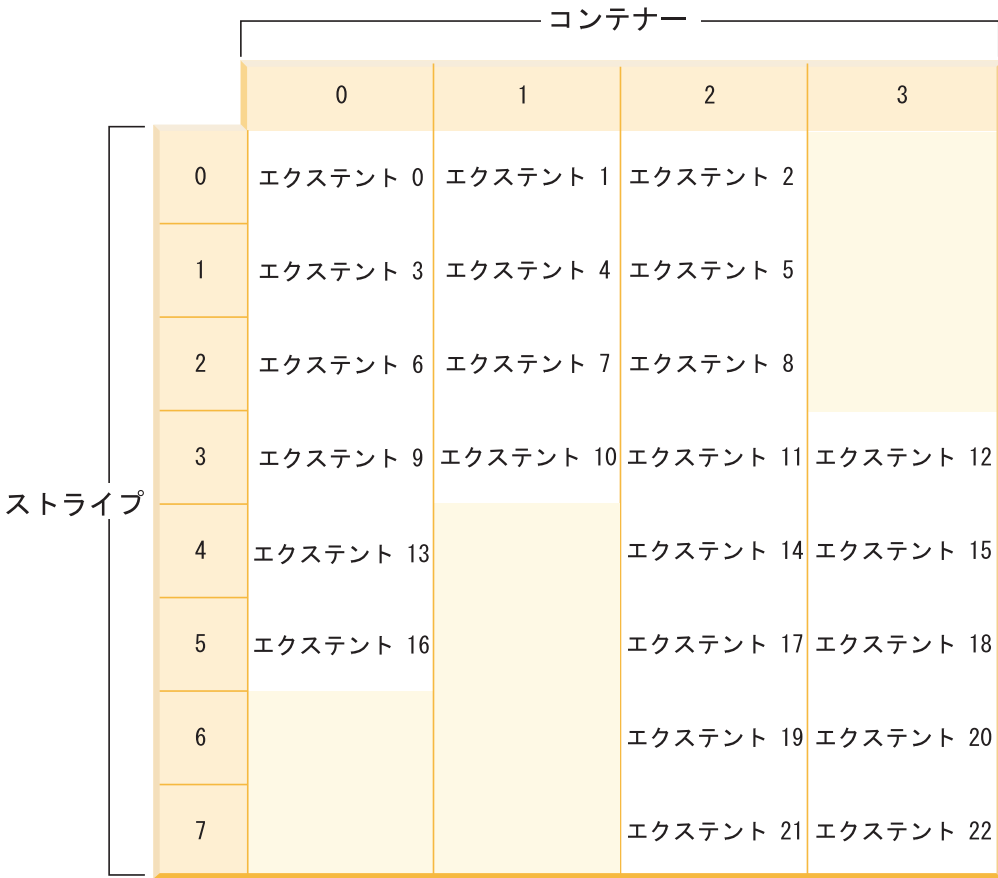 コンテナー
0 1 2 3
0 エクステント 0 エクステント 1 エクステント 2
1 エクステント 3 エクステント 4 エクステント 5
2 エクステント 6 エクステント 7 エクステント 8
3 エクステント 9 エクステント 10 エクステント 11 エクステント 12
ストライプ
4 エクステント 13 エクステント 14 エクステント 15
5 エクステント 16 エクステント 17 エクステント 18
6 エクステント 19 エクステント 20
7 エクステント 21 エクステント 22